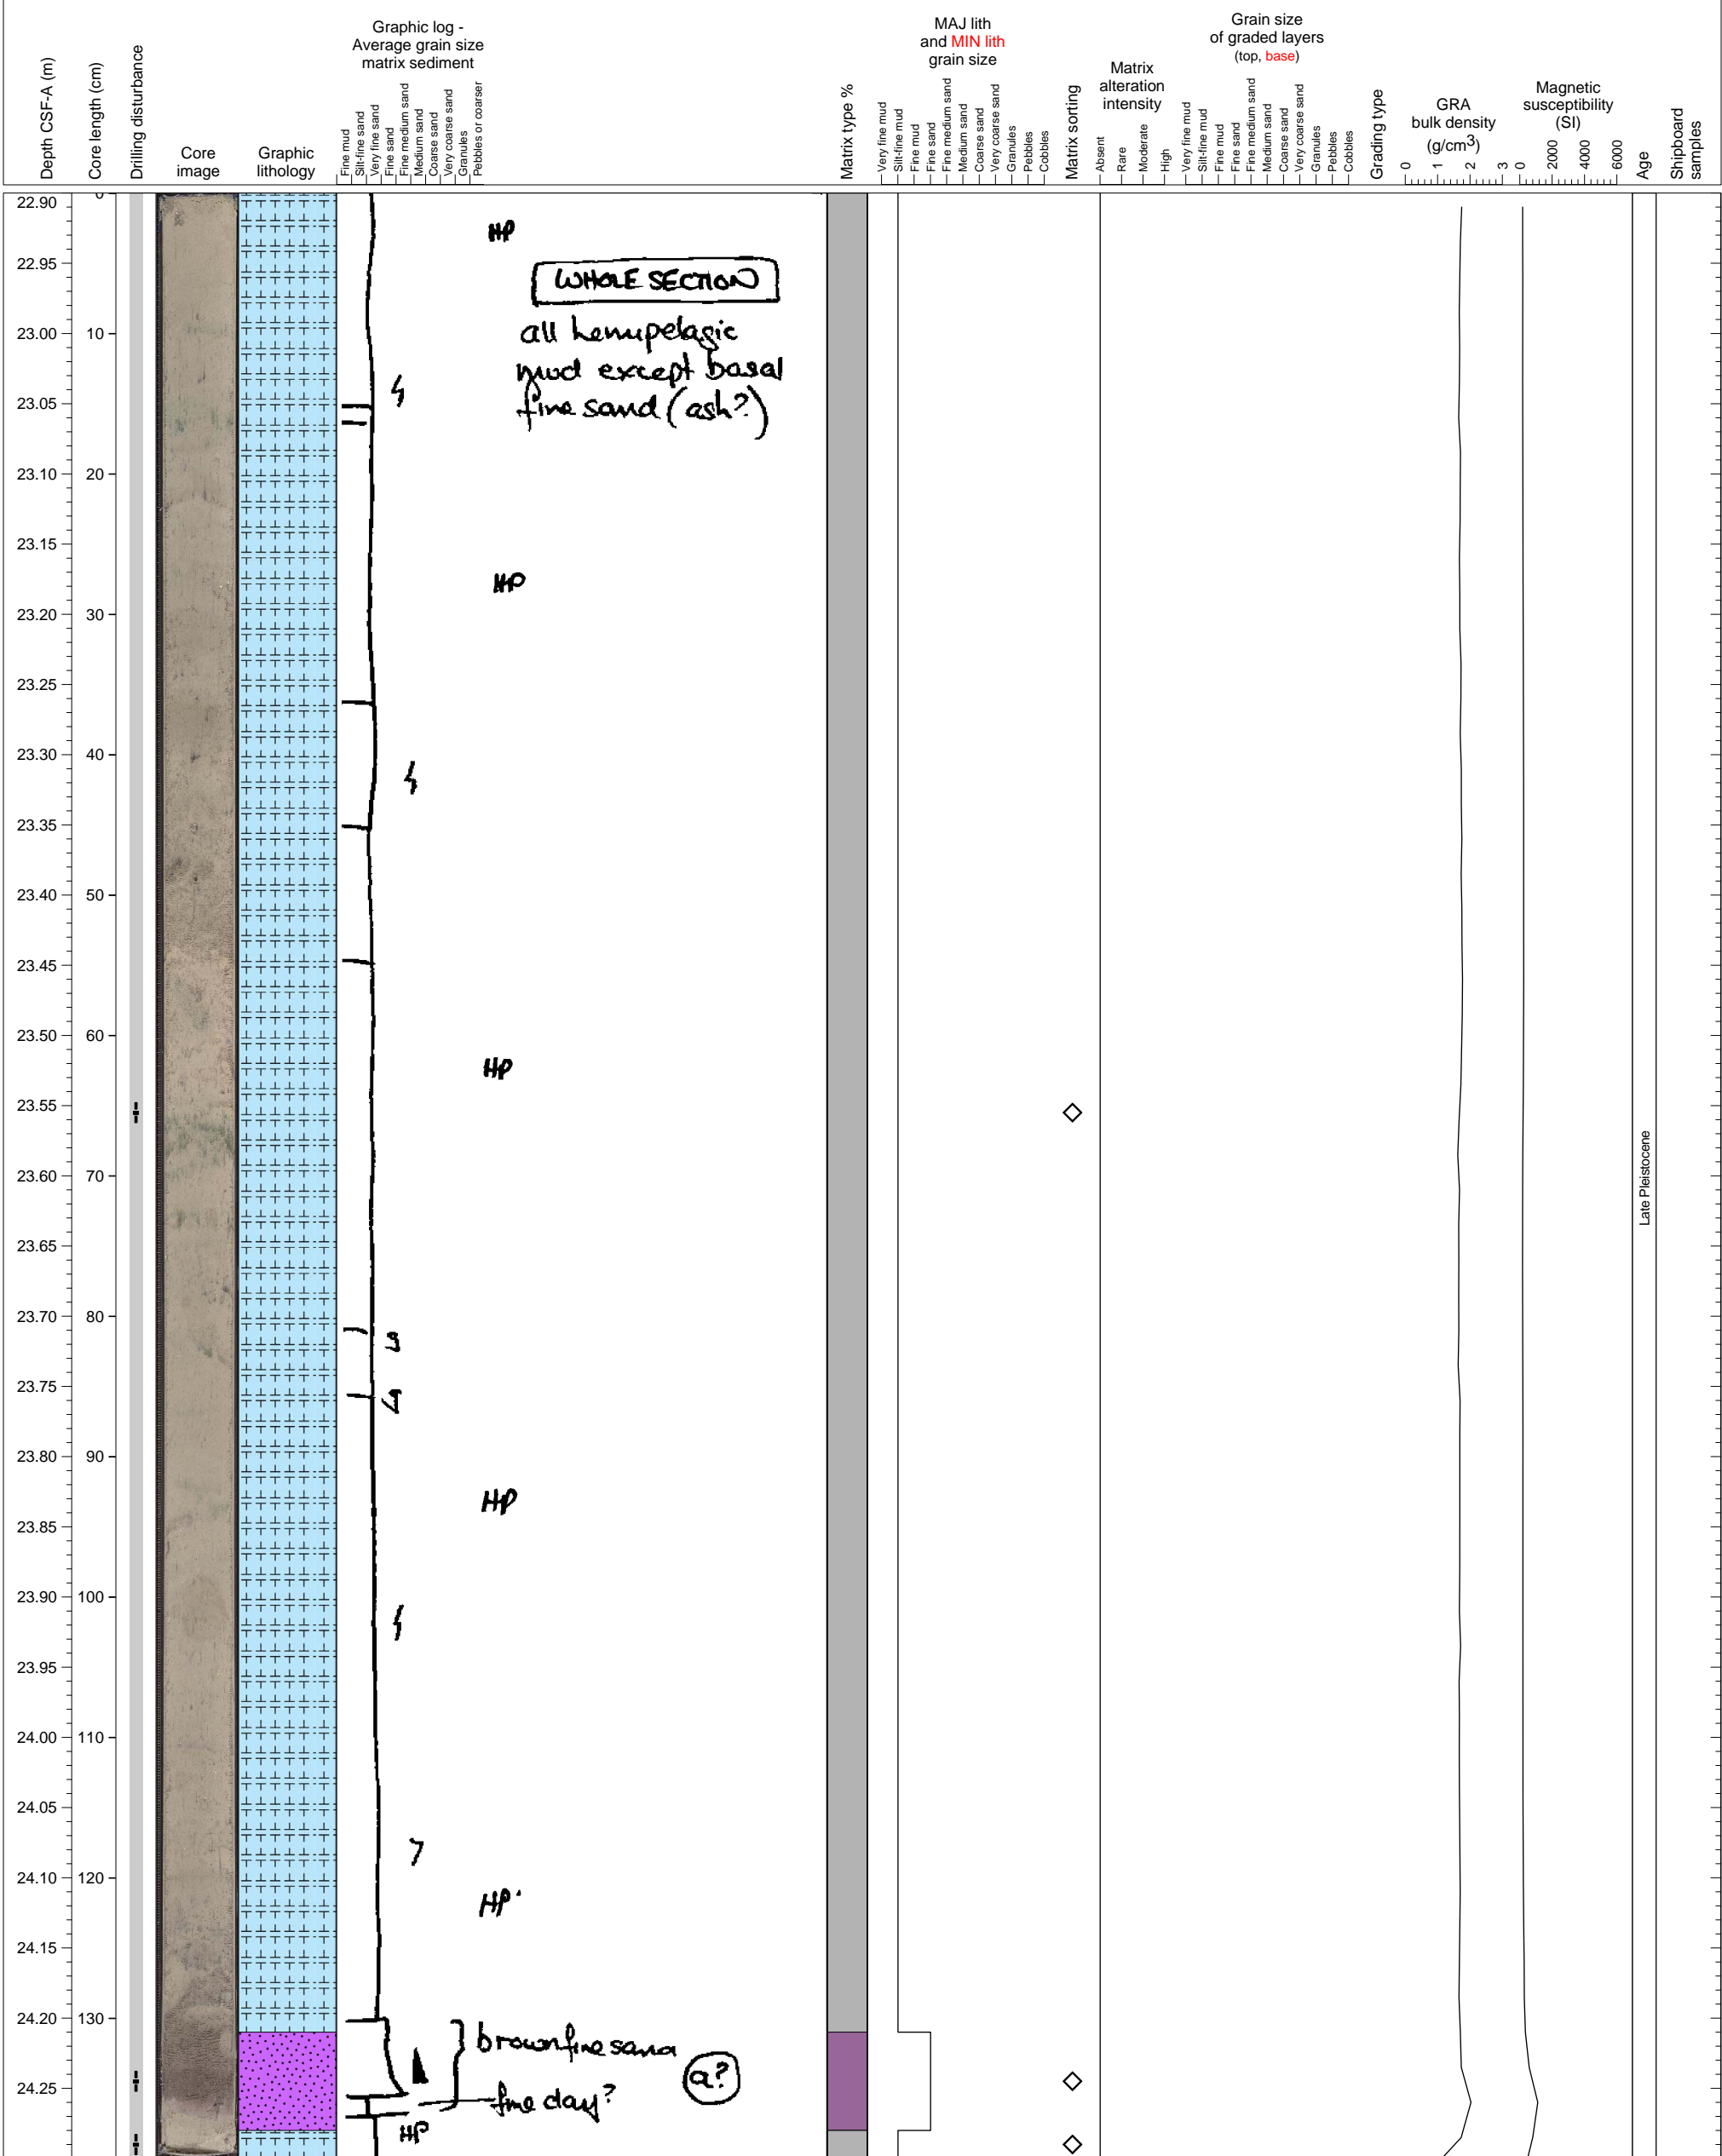 Depth CSF-A (m)
Core length (cm)
Drilling disturbance
Core
image
Graphic
lithology
Graphic log -
Average grain size
matrix sediment
Fine mud
Silt-fine sand
Very fine sand
Fine sand
Fine medium sand
Medium sand
Coarse sand
Very coarse sand
Granules
Pebbles or coarser
Matrix type %
MAJ lith
and MIN lith
grain size
Very fine mud
Silt-fine mud
Fine mud
Fine sand
Fine medium sand
Medium sand
Coarse sand
Very coarse sand
Granules
Pebbles
Cobbles
Matrix sorting
Matrix
alteration
intensity
Absent
Rare
Moderate
High
Grain size
of graded layers
(top, base)
Very fine mud
Silt-fine mud
Fine mud
Fine sand
Fine medium sand
Medium sand
Coarse sand
Very coarse sand
Granules
Pebbles
Cobbles
Grading type
GRA
bulk density
(g/cm3)
0 1 2 3
Magnetic
susceptibility
(SI)
0 2000 4000 6000
Age
Shipboard
samples
22.90 0
HP
22.95
WHOLE SECTION
23.00 10
all hemipelagic
mud except basal
23.05
fine sand (ash?)
23.10 20
23.15
HP
23.20 30
23.25
23.30 40
23.35
23.40 50
23.45
23.50 60
HP
23.55
Late Pleistocene
23.60 70
23.65
23.70 80
23.75
23.80 90
HP
23.85
23.90 100
23.95
24.00 110
24.05
24.10 120
HP
24.15
24.20 130
brown fine sand
a?
24.25
fine clay?
HP